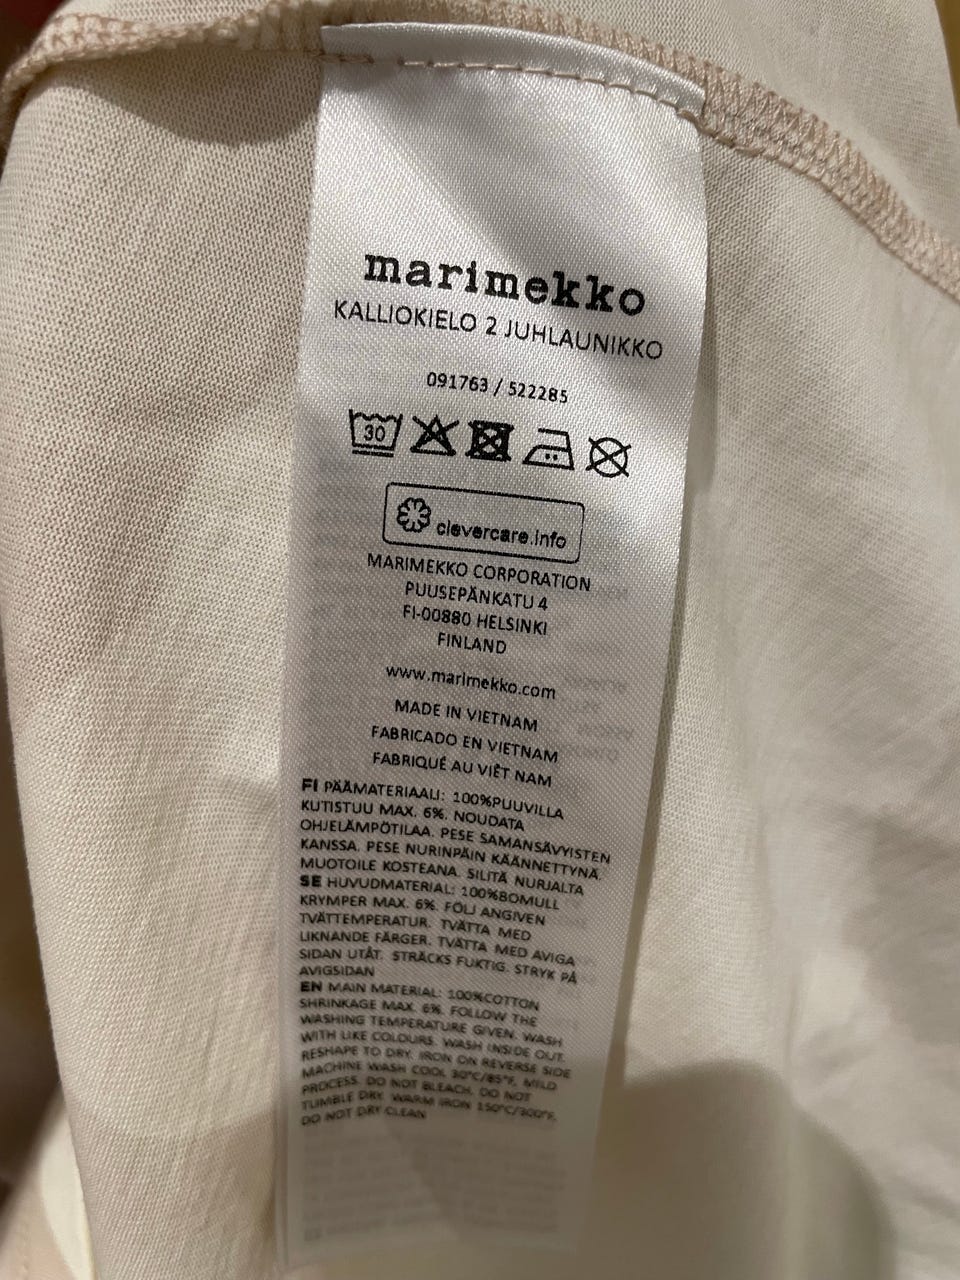 marimekko
KALLIOKIELO 2 JUHLAUNIKKO
091763 / 522285
30
clevercare.info
MARIMEKKO CORPORATION
PUUSEPÄNKATU 4
FI-00880 HELSINKI
FINLAND
www.marimekko.com
MADE IN VIETNAM
FABRICADO EN VIETNAM
FABRIQUÉ AU VIÊT NAM
FI PÄÄMATERIAALI: 100%PUUVILLA
KUTISTUU MAX. 6%. NOUDATA
OHJELÄMPÖTILAA. PESE SAMANSÄVYISTEN
KANSSA. PESE NURINPÄIN KÄÄNNETTYNÄ.
MUOTOILE KOSTEANA. SILITÄ NURJALTA
SE HUVUDMATERIAL: 100%BOMULL
KRYMPER MAX. 6%. FÖLJ ANGIVEN
TVÄTTEMPERATUR. TVÄTTA MED
LIKNANDE FÄRGER. TVÄTTA MED AVIGA
SIDAN UTÅT. STRÄCKS FUKTIG. STRYK PÅ
AVIGSIDAN
EN MAIN MATERIAL: 100%COTTON
SHRINKAGE MAX. 6%. FOLLOW THE
WASHING TEMPERATURE GIVEN. WASH
WITH LIKE COLOURS. WASH INSIDE OUT.
RESHAPE TO DRY. IRON ON REVERSE SIDE
MACHINE WASH COOL 30°C/85°F, MILD
PROCESS. DO NOT BLEACH. DO NOT
TUMBLE DRY. WARM IRON 150°C/300°F.
DO NOT DRY CLEAN